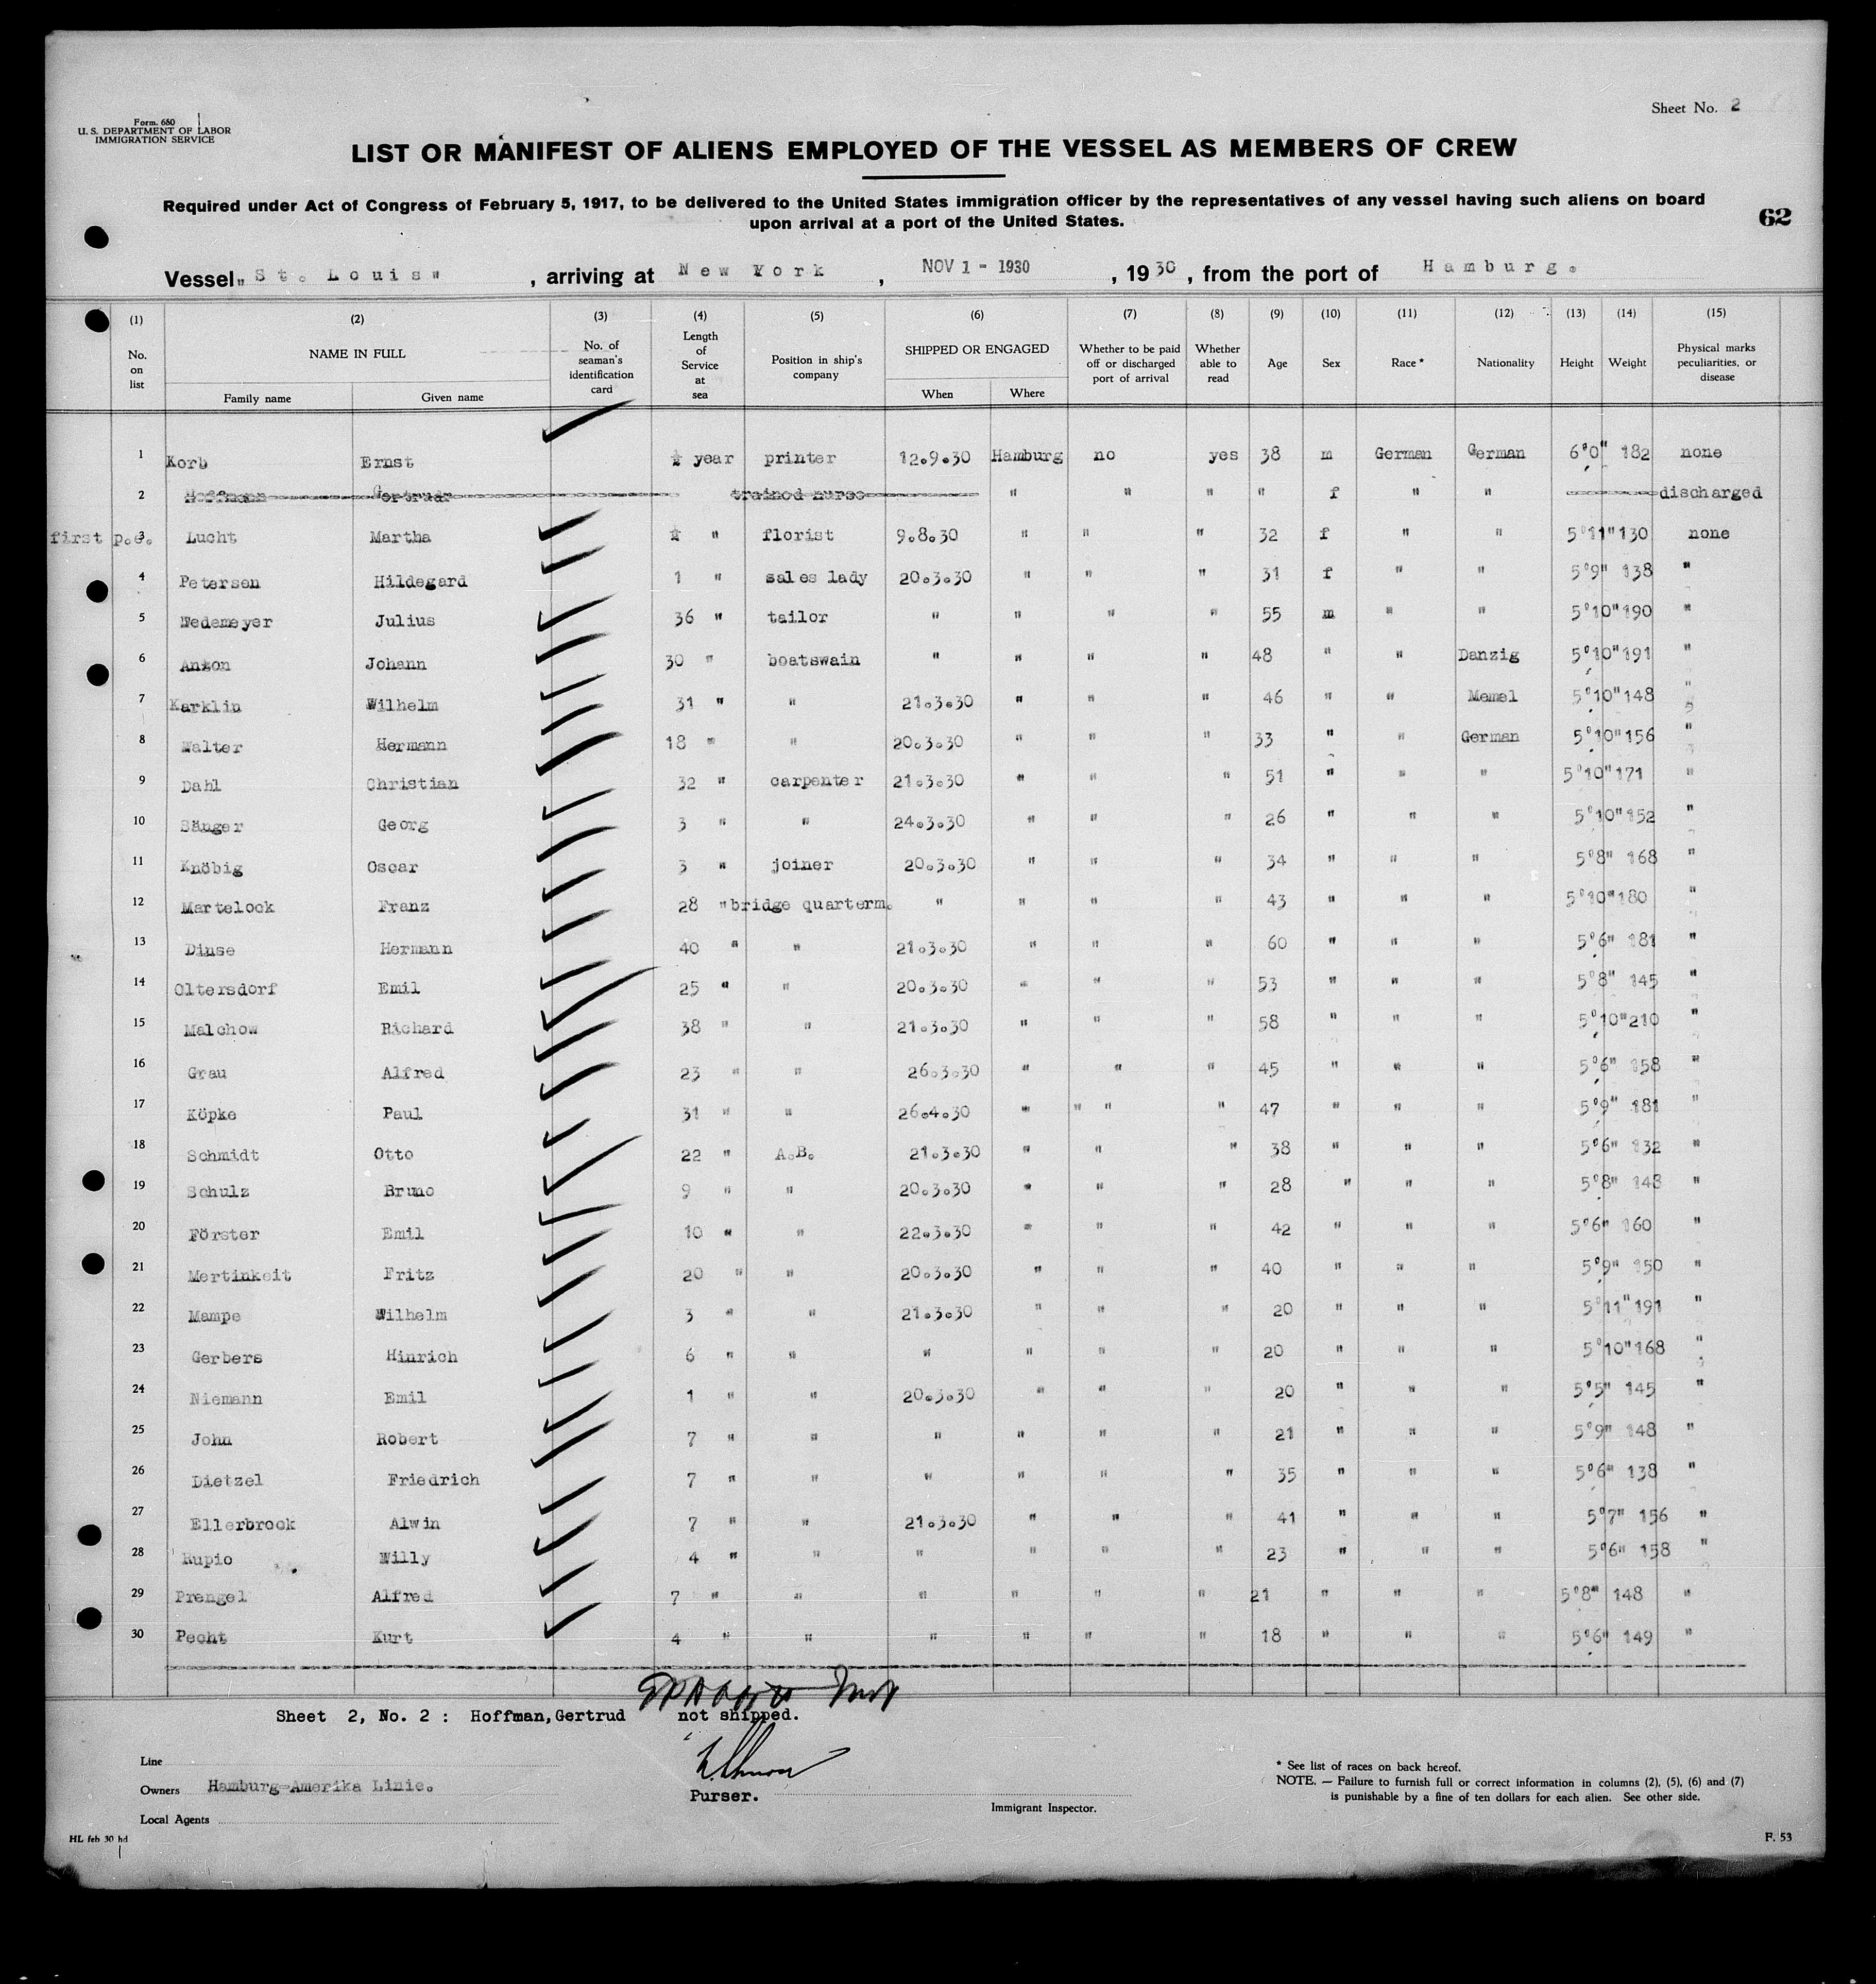 Form. 680
U. S. DEPARTMENT OF LABOR
IMMIGRATION SERVICE
Sheet No. 2
LIST OR MANIFEST OF ALIENS EMPLOYED OF THE VESSEL AS MEMBERS OF CREW
Required under Act of Congress of February 5, 1917, to be delivered to the United States immigration officer by the representatives of any vessel having such aliens on board
upon arrival at a port of the United States.
62
Vessel „St. Louis" , arriving at New York , NOV 1 - 1930 , 1930 , from the port of Hamburg.
(1) (2) (3) (4) (5) (6) (7) (8) (9) (10) (11) (12) (13) (14) (15)
No. on list NAME IN FULL No. of seaman's identification card Length of Service at sea Position in ship's company SHIPPED OR ENGAGED Whether to be paid off or discharged port of arrival Whether able to read Age Sex Race * Nationality Height Weight Physical marks peculiarities, or disease
Family name Given name When Where
1 Korb Ernst year printer 12.9.30 Hamburg no yes 38 m German German 6'0" 182 none
2 Hoffmann Gertrudr trained nurse " " " " f " " discharged
first p.e. 3 Lucht Martha " florist 9.8.30 " " " 32 f " " 5'11" 130 none
4 Petersen Hildegard 1 " sales lady 20.3.30 " " " 31 f " " 5'9" 138 "
5 Wedemeyer Julius 36 " tailor " " " " 55 m " " 5'10" 190 "
6 Anton Johann 30 " boatswain " " " " 48 " " Danzig 5'10" 191 "
7 Karklin Wilhelm 31 " " 21.3.30 " " " 46 " " Memel 5'10" 148 "
8 Walter Hermann 18 " " 20.3.30 " " " 33 " " German 5'10" 156 "
9 Dahl Christian 32 " carpenter 21.3.30 " " " 51 " " " 5'10" 171 "
10 Sänger Georg 3 " " 24.3.30 " " " 26 " " " 5'10" 152 "
11 Knöbig Oscar 3 " joiner 20.3.30 " " " 34 " " " 5'8" 168 "
12 Martelock Franz 28 " bridge quarterm. " " " " 43 " " " 5'10" 180 "
13 Dinse Hermann 40 " " 21.3.30 " " " 60 " " " 5'6" 181 "
14 Oltersdorf Emil 25 " " 20.3.30 " " " 53 " " " 5'8" 145 "
15 Malchow Richard 38 " " 21.3.30 " " " 58 " " " 5'10" 210 "
16 Grau Alfred 23 " " 26.3.30 " " " 45 " " " 5'6" 158 "
17 Köpke Paul 31 " " 26.4.30 " " " " 47 " " " 5'9" 181 "
18 Schmidt Otto 22 " A.B. 21.3.30 " " " 38 " " " 5'6" 132 "
19 Schulz Bruno 9 " " 20.3.30 " " " 28 " " " 5'8" 143 "
20 Förster Emil 10 " " 22.3.30 " " " 42 " " " 5'6" 160 "
21 Mertinkeit Fritz 20 " " 20.3.30 " " " 40 " " " 5'9" 150 "
22 Mampe Wilhelm 3 " " 21.3.30 " " " 20 " " " 5'11" 191 "
23 Gerbers Hinrich 6 " " " " " " 20 " " " 5'10" 168 "
24 Niemann Emil 1 " " 20.3.30 " " " 20 " " " 5'5" 145 "
25 John Robert 7 " " " " " " 21 " " " 5'9" 148 "
26 Dietzel Friedrich 7 " " " " " " 35 " " " 5'6" 138 "
27 Ellerbrock Alwin 7 " " 21.3.30 " " " 41 " " " 5'7" 156 "
28 Rupio Willy 4 " " " " " " 23 " " " 5'6" 158 "
29 Prengel Alfred 7 " " " " " " 21 " " " 5'8" 148 "
30 Pecht Kurt 4 " " " " " " 18 " " " 5'6" 149 "
Sheet 2, No. 2 : Hoffman,Gertrud not shipped.
Line
Owners Hamburg-Amerika Linie.
Local Agents
Purser.
Immigrant Inspector.
* See list of races on back hereof.
NOTE. — Failure to furnish full or correct information in columns (2), (5), (6) and (7)
is punishable by a fine of ten dollars for each alien. See other side.
HL feb 30 hd
F. 53